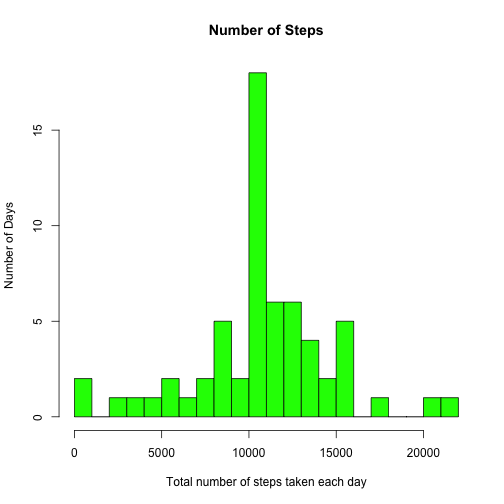 Number of Steps
Number of Days
15
10
5
0
0 5000 10000 15000 20000
Total number of steps taken each day